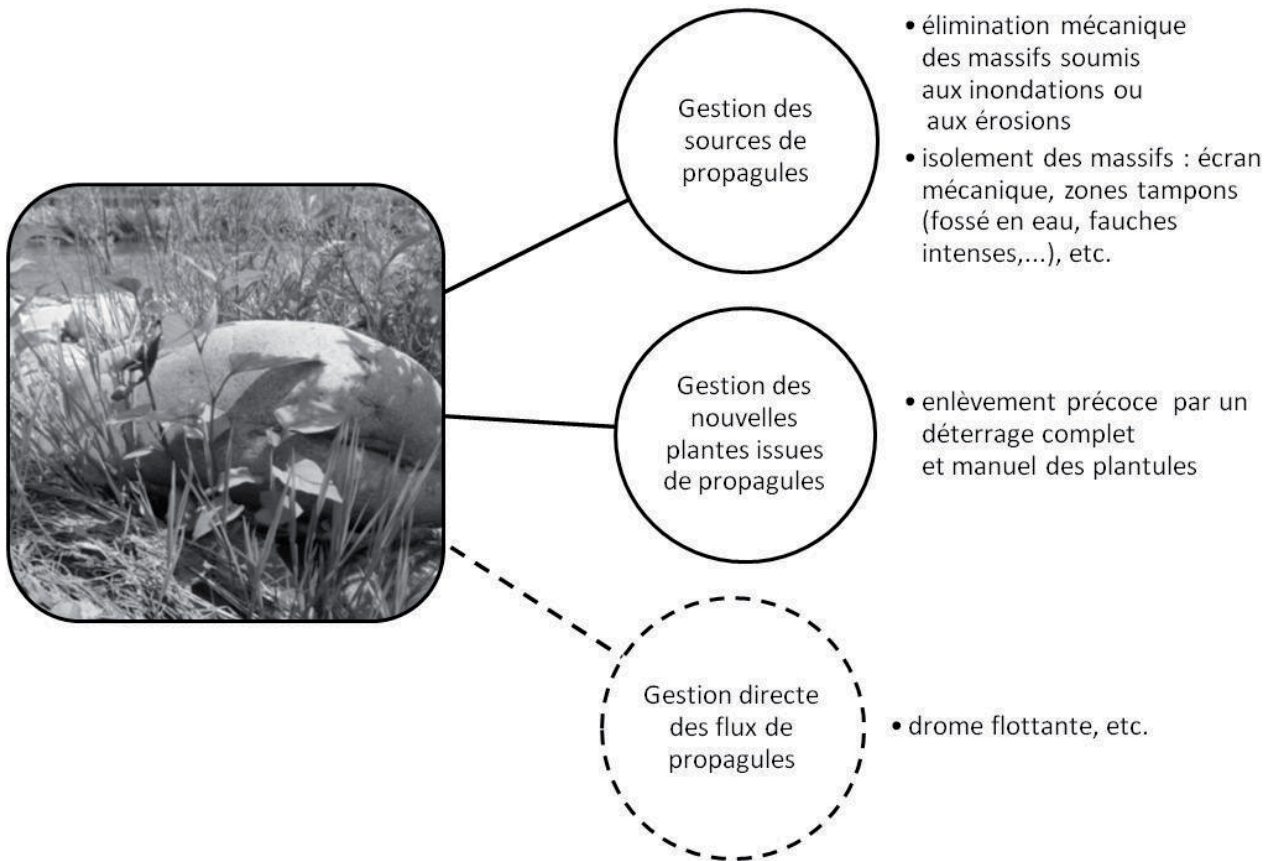 Gestion des
sources de
propagules
• élimination mécanique
des massifs soumis
aux inondations ou
aux érosions
• isolement des massifs : écran
mécanique, zones tampons
(fossé en eau, fauches
intenses,...), etc.
Gestion des
nouvelles
plantes issues
de propagules
• enlèvement précoce par un
déterrage complet
et manuel des plantules
Gestion directe
des flux de
propagules
• drome flottante, etc.